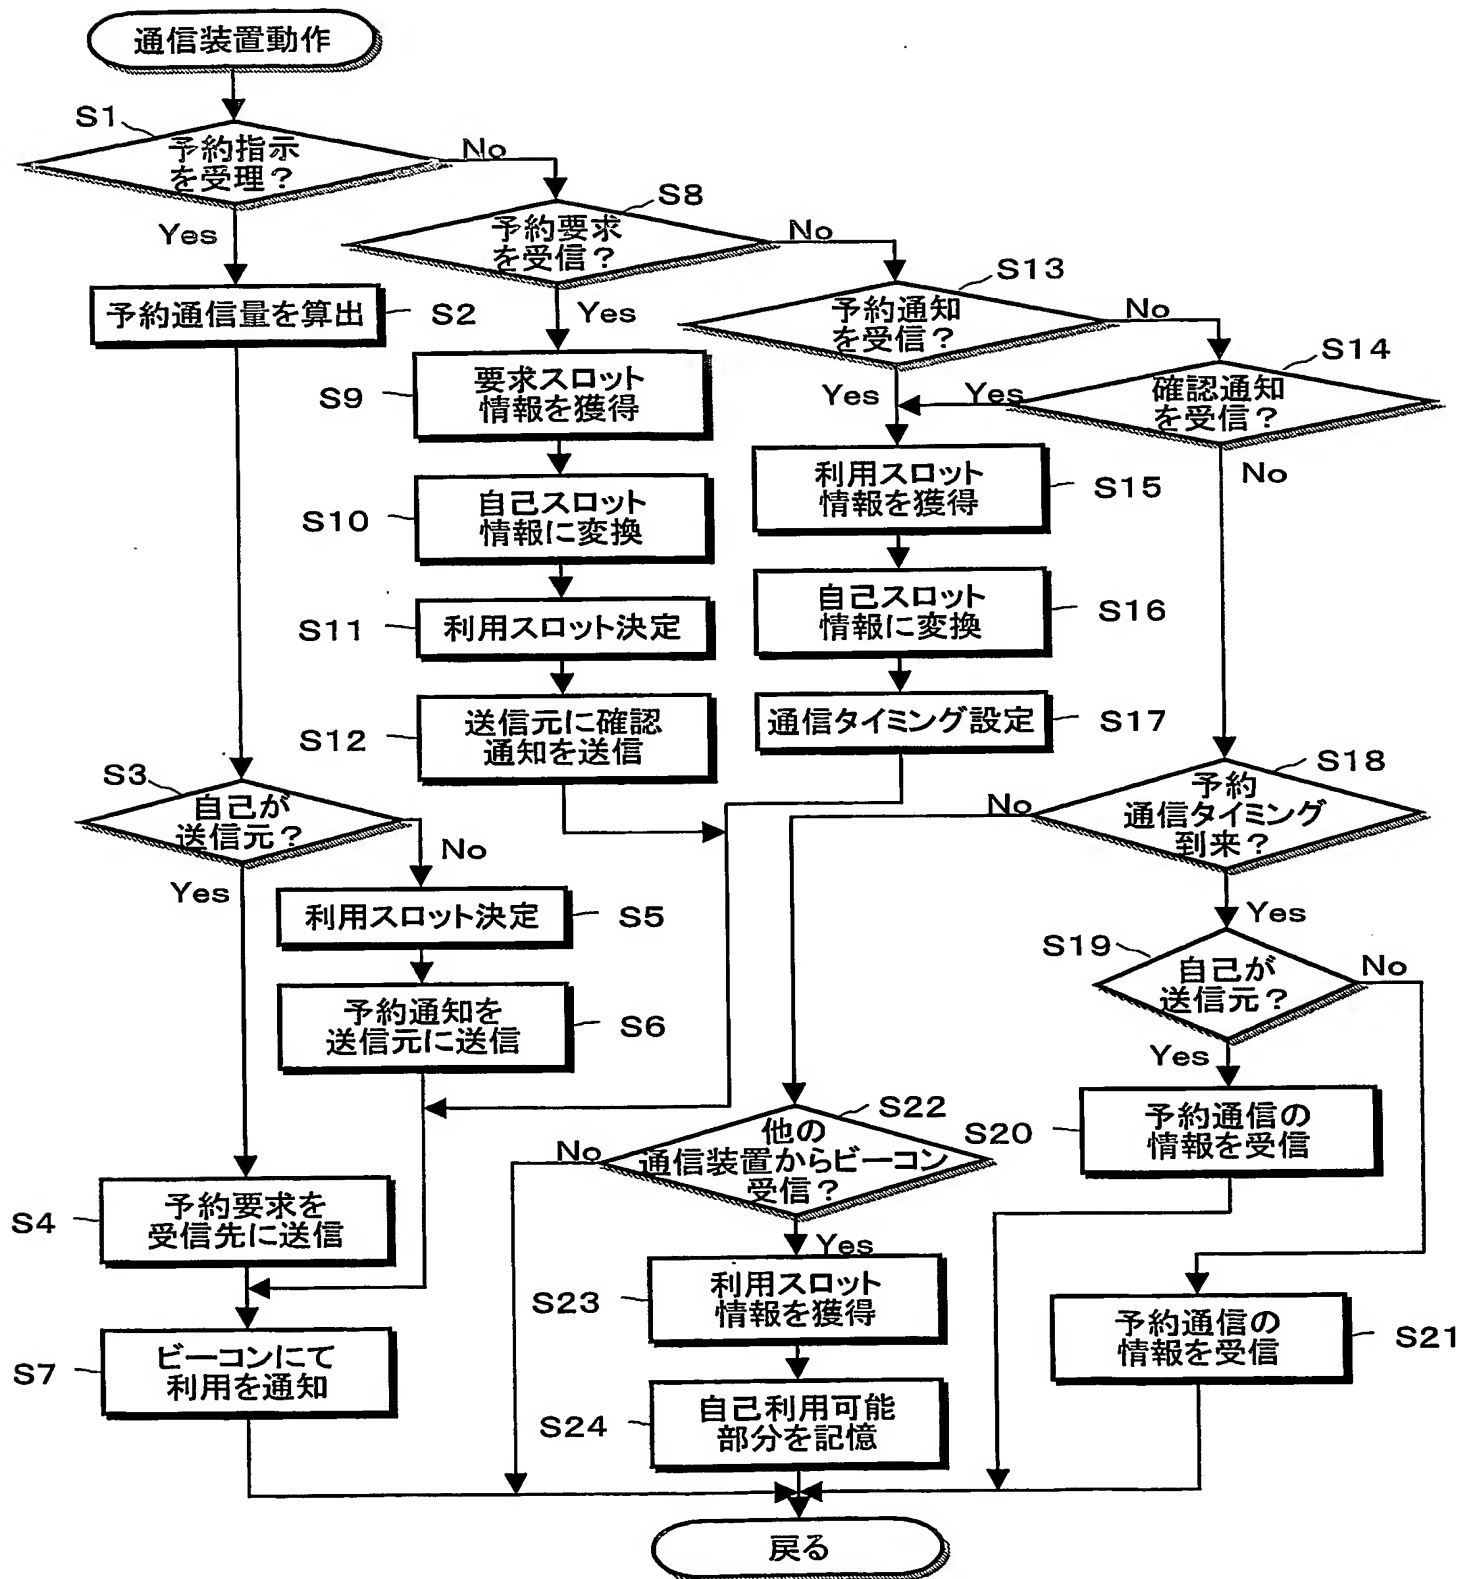 通信装置動作
S1
予約指示
を受理?
No
Yes
S8
予約要求
を受信?
No
Yes
予約通信量を算出
S2
S13
予約通知
を受信?
No
Yes
S14
確認通知
を受信?
Yes
No
S9
要求スロット
情報を獲得
S10
自己スロット
情報に変換
S11
利用スロット決定
S12
送信元に確認
通知を送信
利用スロット
情報を獲得
S15
自己スロット
情報に変換
S16
通信タイミング設定
S17
S3
自己が
送信元?
No
Yes
利用スロット決定
S5
予約通知を
送信元に送信
S6
S4
予約要求を
受信先に送信
S7
ビーコンにて
利用を通知
S18
予約
通信タイミング
到来?
No
Yes
S19
自己が
送信元?
No
Yes
S20
予約通信の
情報を受信
S21
予約通信の
情報を受信
S22
他の
通信装置からビーコン
受信?
No
Yes
S23
利用スロット
情報を獲得
S24
自己利用可能
部分を記憶
戻る